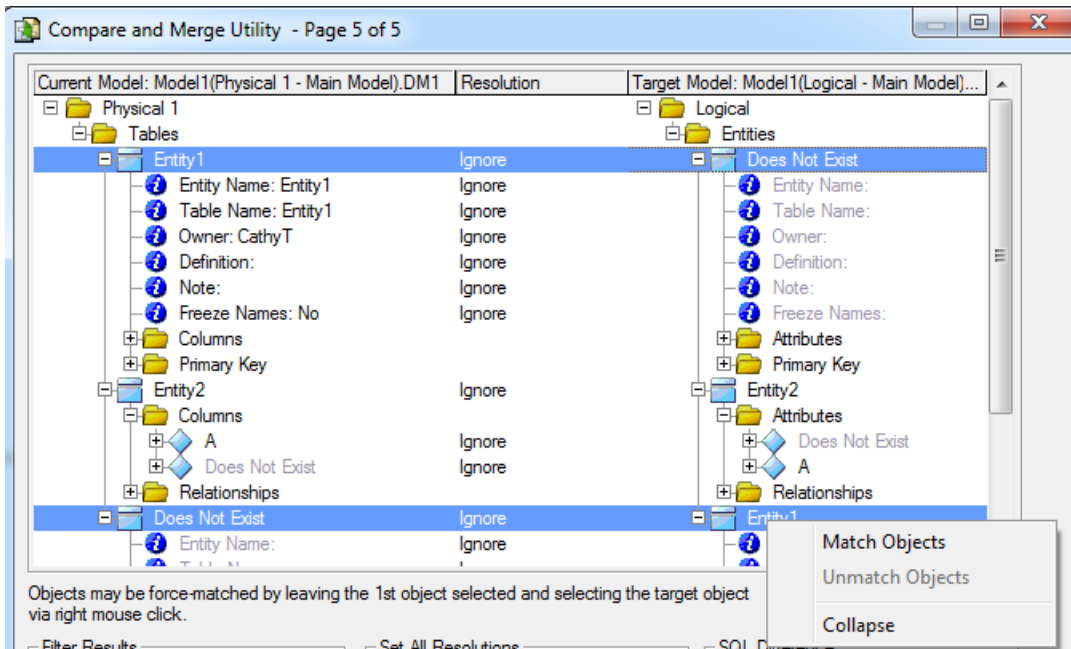 Compare and Merge Utility - Page 5 of 5
Current Model: Model1(Physical 1 - Main Model).DM1 Resolution Target Model: Model1(Logical - Main Model)...
Physical 1 Logical
Tables Entities
Entity1 Ignore Does Not Exist
Entity Name: Entity1 Ignore Entity Name:
Table Name: Entity1 Ignore Table Name:
Owner: CathyT Ignore Owner:
Definition: Ignore Definition:
Note: Ignore Note:
Freeze Names: No Ignore Freeze Names:
Columns Attributes
Primary Key Primary Key
Entity2 Ignore Entity2
Columns Attributes
A Ignore Does Not Exist
Does Not Exist Ignore A
Relationships Relationships
Does Not Exist Ignore Entity1
Entity Name: Ignore
Match Objects
Unmatch Objects
Collapse
Objects may be force-matched by leaving the 1st object selected and selecting the target object
via right mouse click.
Filter Results Set All Resolutions SQL Difference